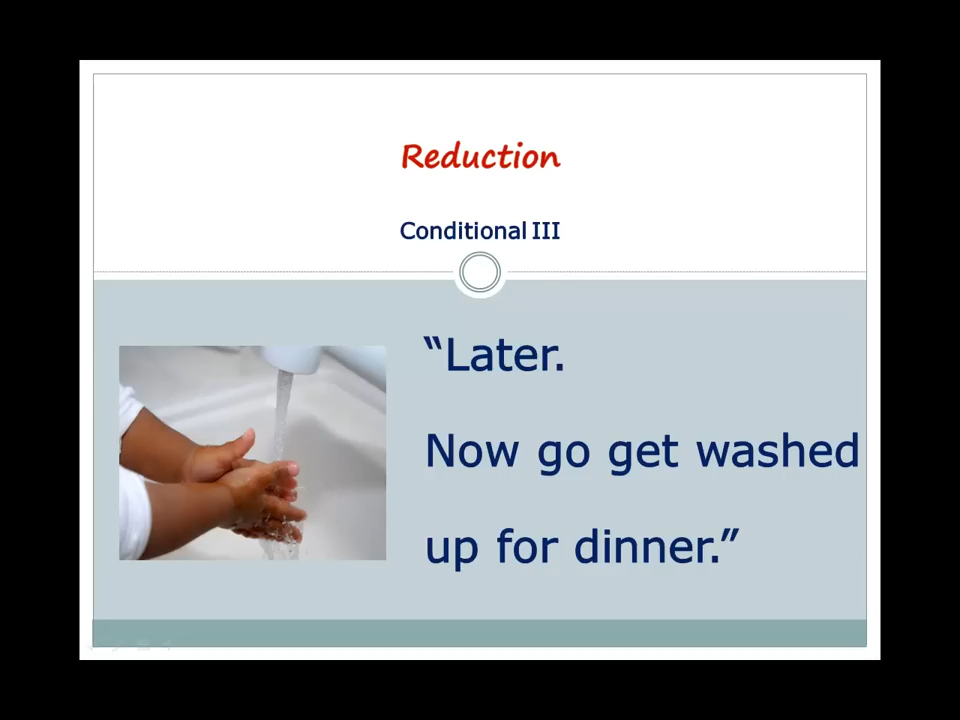 Reduction
Conditional III
“Later.
Now go get washed
up for dinner.”